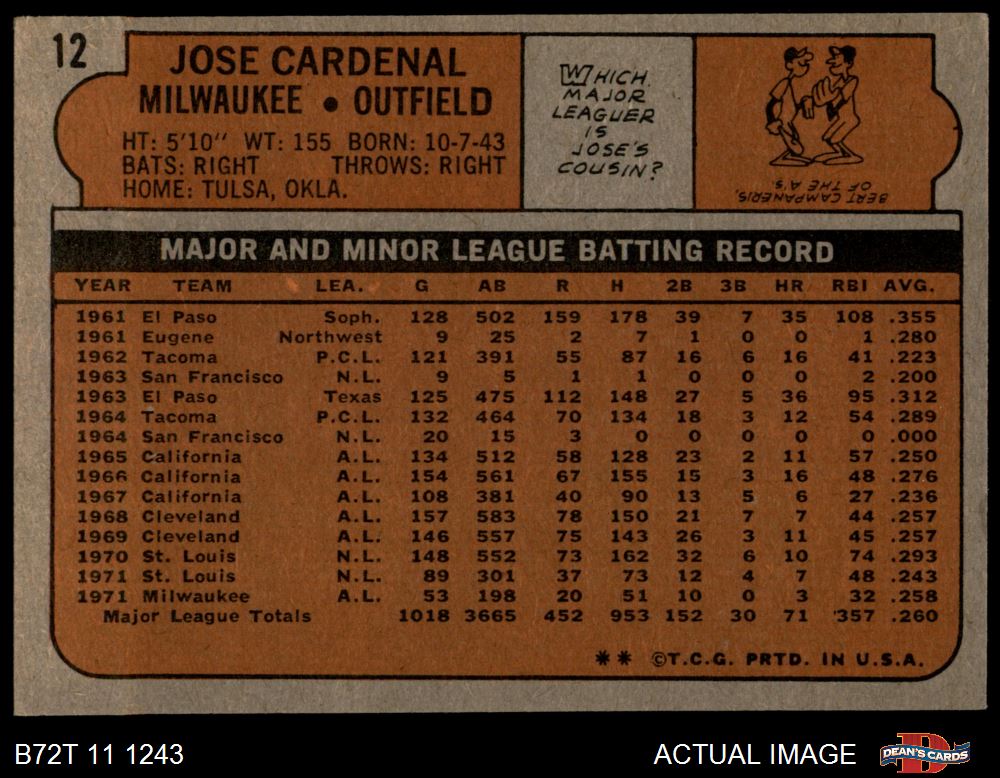 12
JOSE CARDENAL
MILWAUKEE • OUTFIELD
HT: 5'10" WT: 155 BORN: 10-7-43
BATS: RIGHT THROWS: RIGHT
HOME: TULSA, OKLA.
WHICH
MAJOR
LEAGUER
IS
JOSE'S
COUSIN?
BERT CAMPANERIS,
OF THE A'S.
MAJOR AND MINOR LEAGUE BATTING RECORD
YEAR TEAM LEA. G AB R H 2B 3B HR RBI AVG.
1961 El Paso Soph. 128 502 159 178 39 7 35 108 .355
1961 Eugene Northwest 9 25 2 7 1 0 0 1 .280
1962 Tacoma P.C.L. 121 391 55 87 16 6 16 41 .223
1963 San Francisco N.L. 9 5 1 1 0 0 0 2 .200
1963 El Paso Texas 125 475 112 148 27 5 36 95 .312
1964 Tacoma P.C.L. 132 464 70 134 18 3 12 54 .289
1964 San Francisco N.L. 20 15 3 0 0 0 0 0 .000
1965 California A.L. 134 512 58 128 23 2 11 57 .250
1966 California A.L. 154 561 67 155 15 3 16 48 .276
1967 California A.L. 108 381 40 90 13 5 6 27 .236
1968 Cleveland A.L. 157 583 78 150 21 7 7 44 .257
1969 Cleveland A.L. 146 557 75 143 26 3 11 45 .257
1970 St. Louis N.L. 148 552 73 162 32 6 10 74 .293
1971 St. Louis N.L. 89 301 37 73 12 4 7 48 .243
1971 Milwaukee A.L. 53 198 20 51 10 0 3 32 .258
Major League Totals 1018 3665 452 953 152 30 71 357 .260
** ©T.C.G. PRTD. IN U.S.A.
B72T 11 1243
ACTUAL IMAGE
DEAN'S CARDS